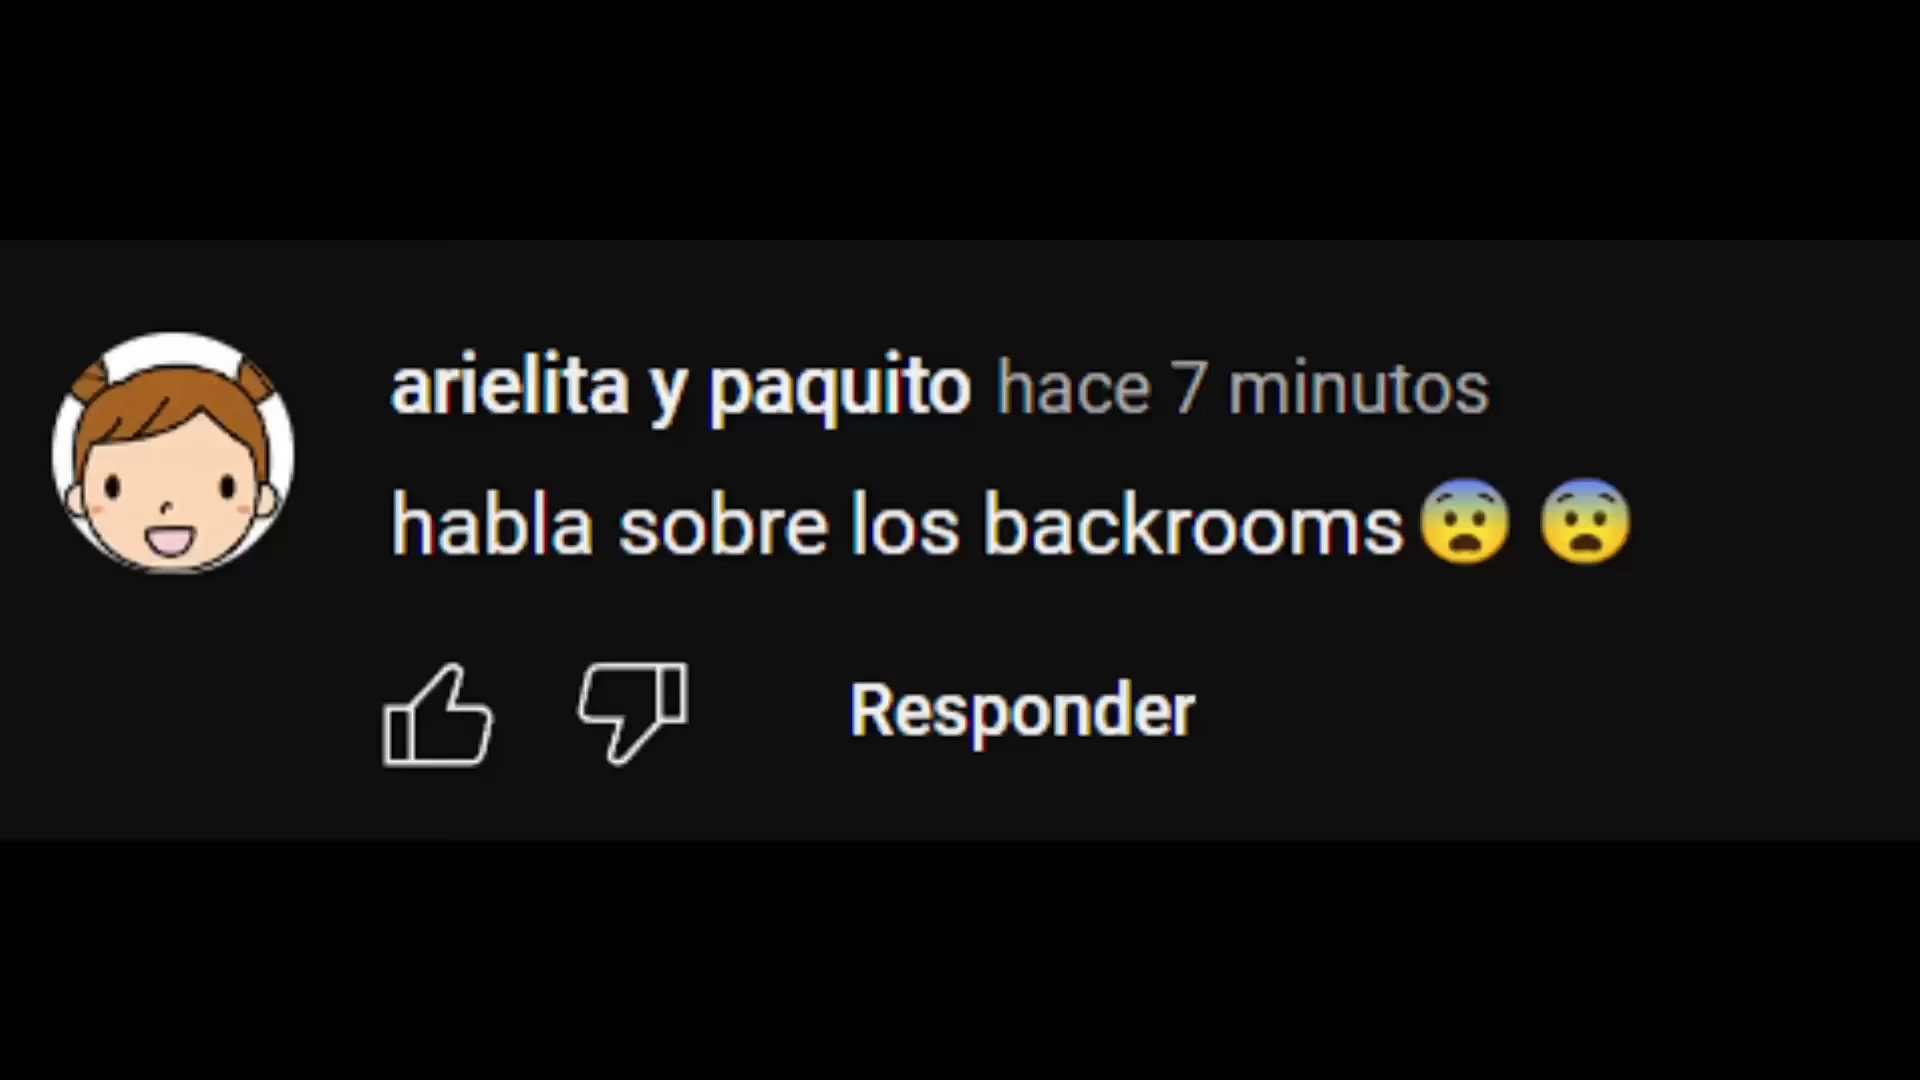 arielita y paquito hace 7 minutos
habla sobre los backrooms😨 😨
Responder